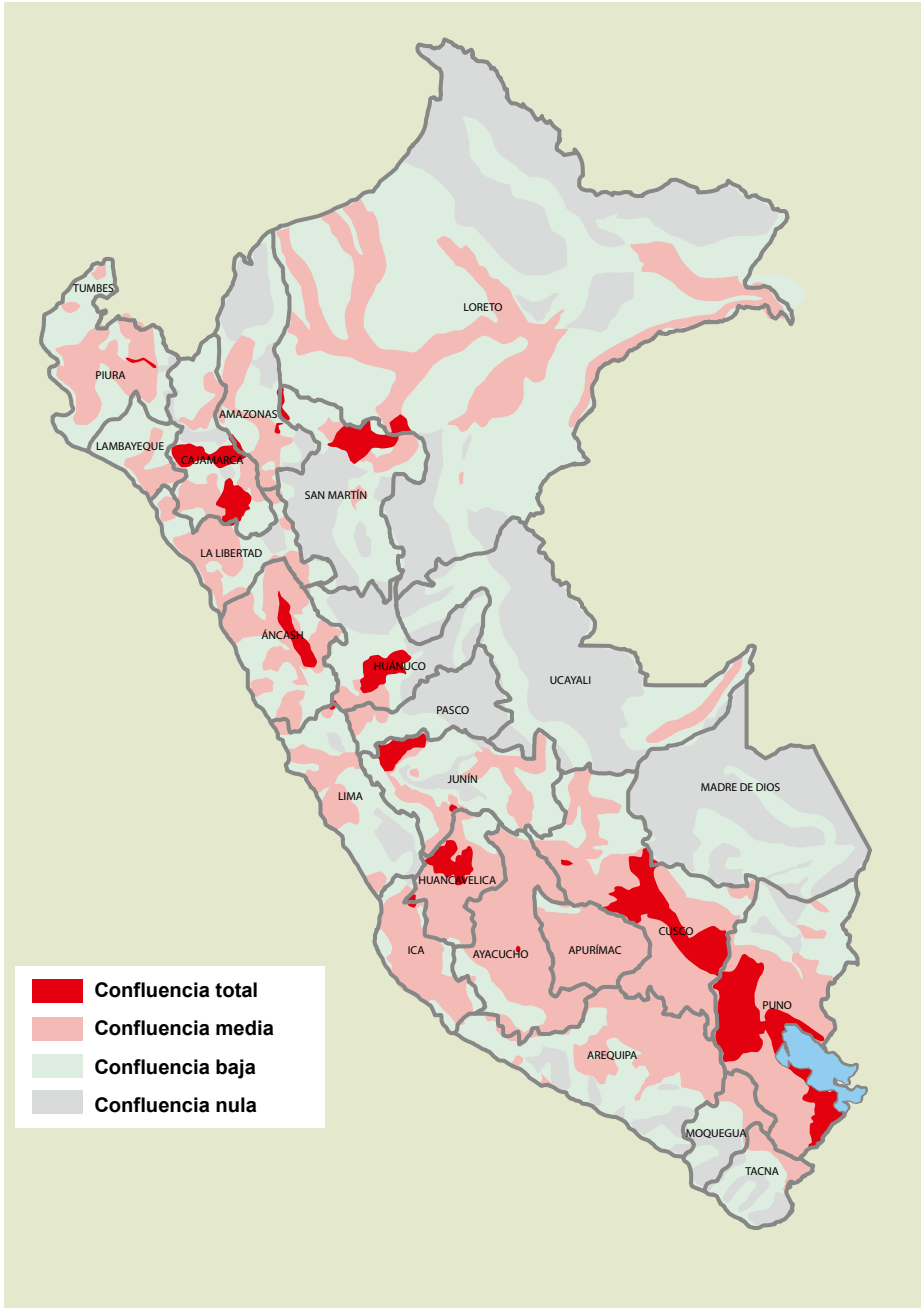 TUMBES
LORETO
PIURA
AMAZONAS
LAMBAYEQUE
CAJAMARCA
SAN MARTÍN
LA LIBERTAD
ÁNCASH
HUÁNUCO
UCAYALI
PASCO
JUNÍN
MADRE DE DIOS
LIMA
HUANCAVELICA
CUSCO
ICA
AYACUCHO
APURÍMAC
PUNO
AREQUIPA
MOQUEGUA
TACNA
Confluencia total
Confluencia media
Confluencia baja
Confluencia nula